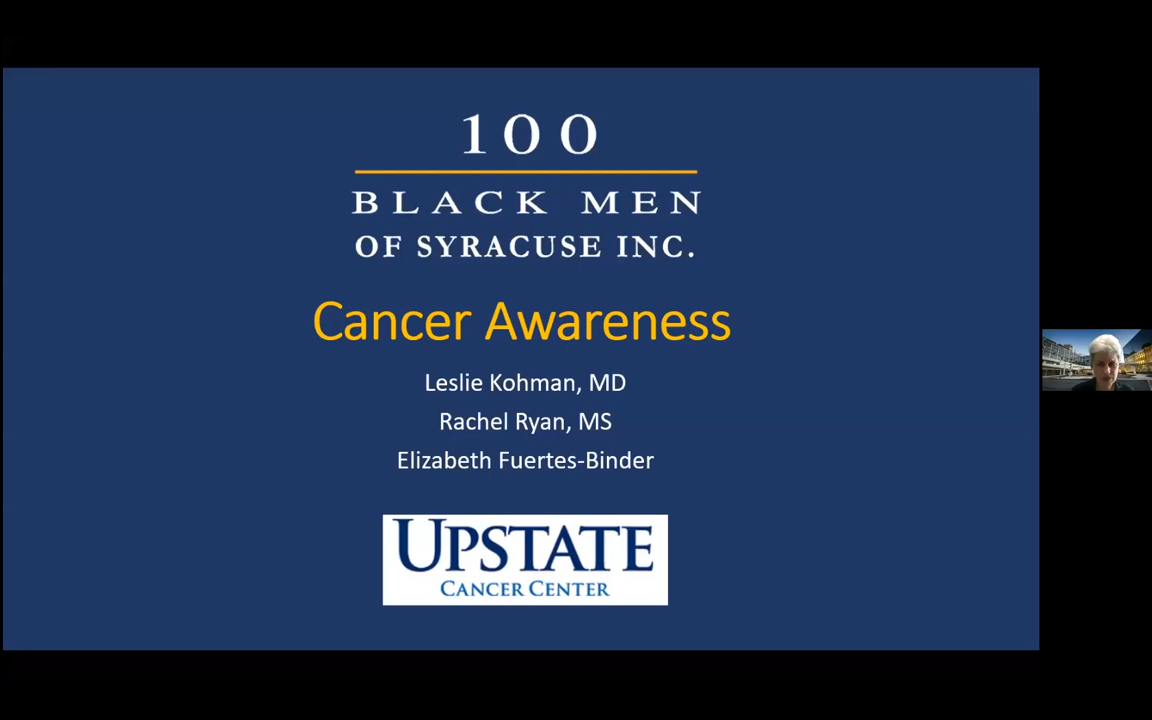 100
BLACK MEN
OF SYRACUSE INC.
Cancer Awareness
Leslie Kohman, MD
Rachel Ryan, MS
Elizabeth Fuertes-Binder
UPSTATE
CANCER CENTER